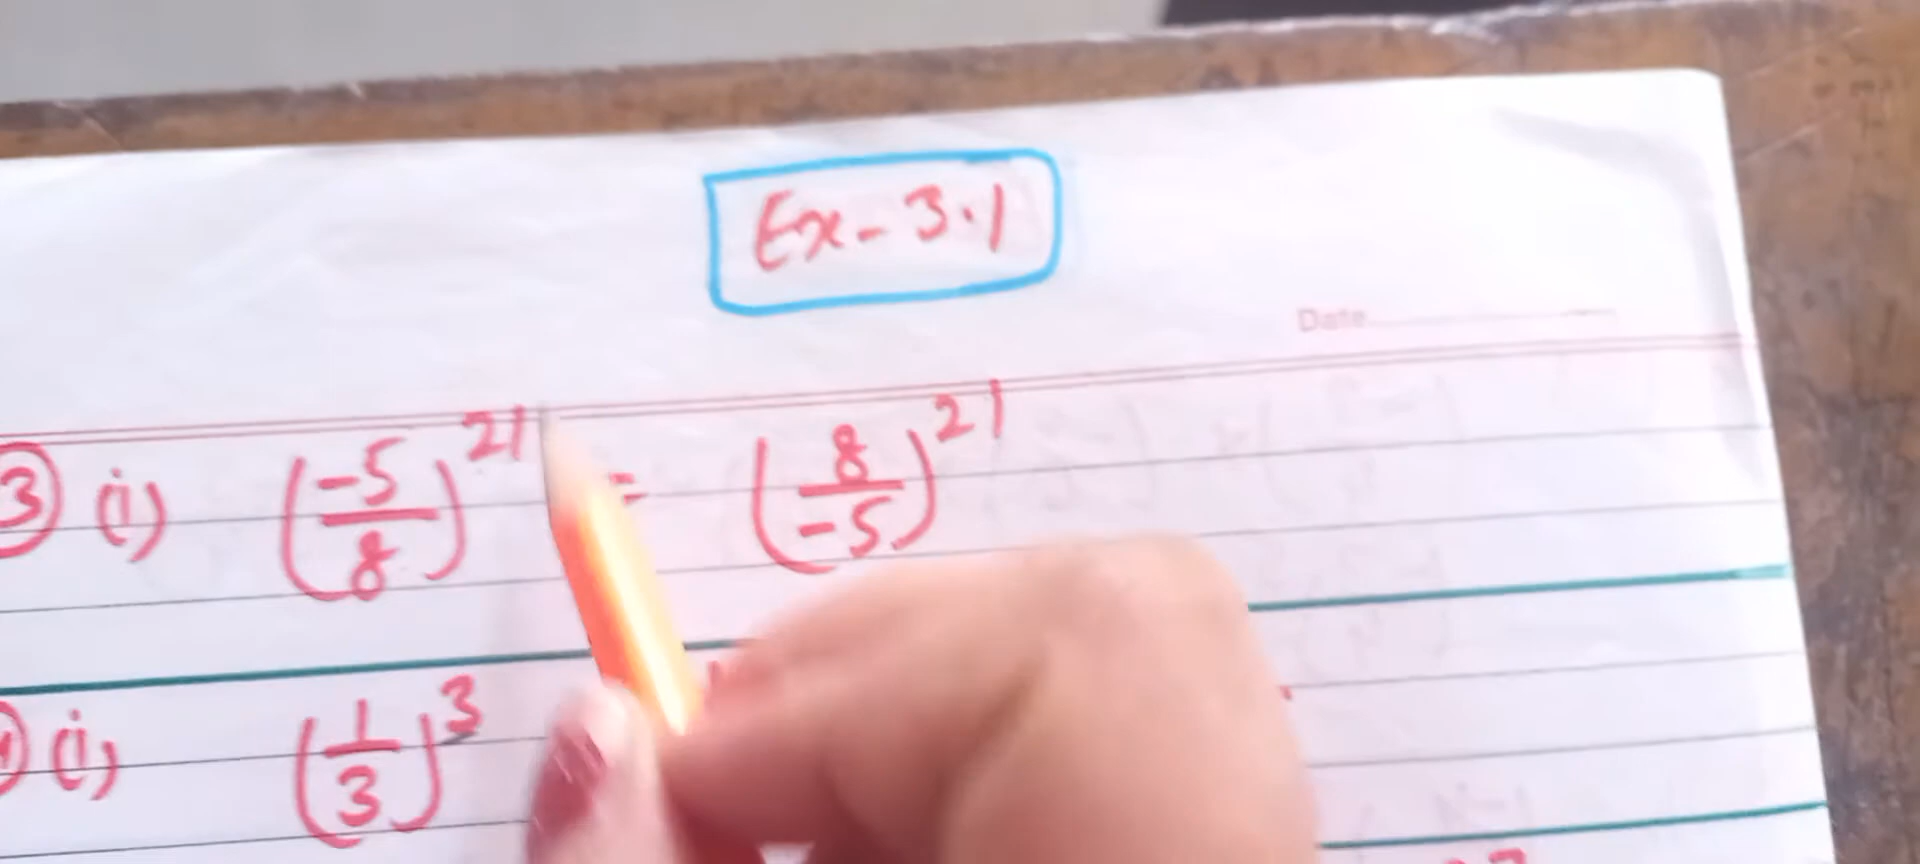 Ex - 3.1
Date
3 (i) (-5/8)^21 = (8/-5)^21
(i) (1/3)^3